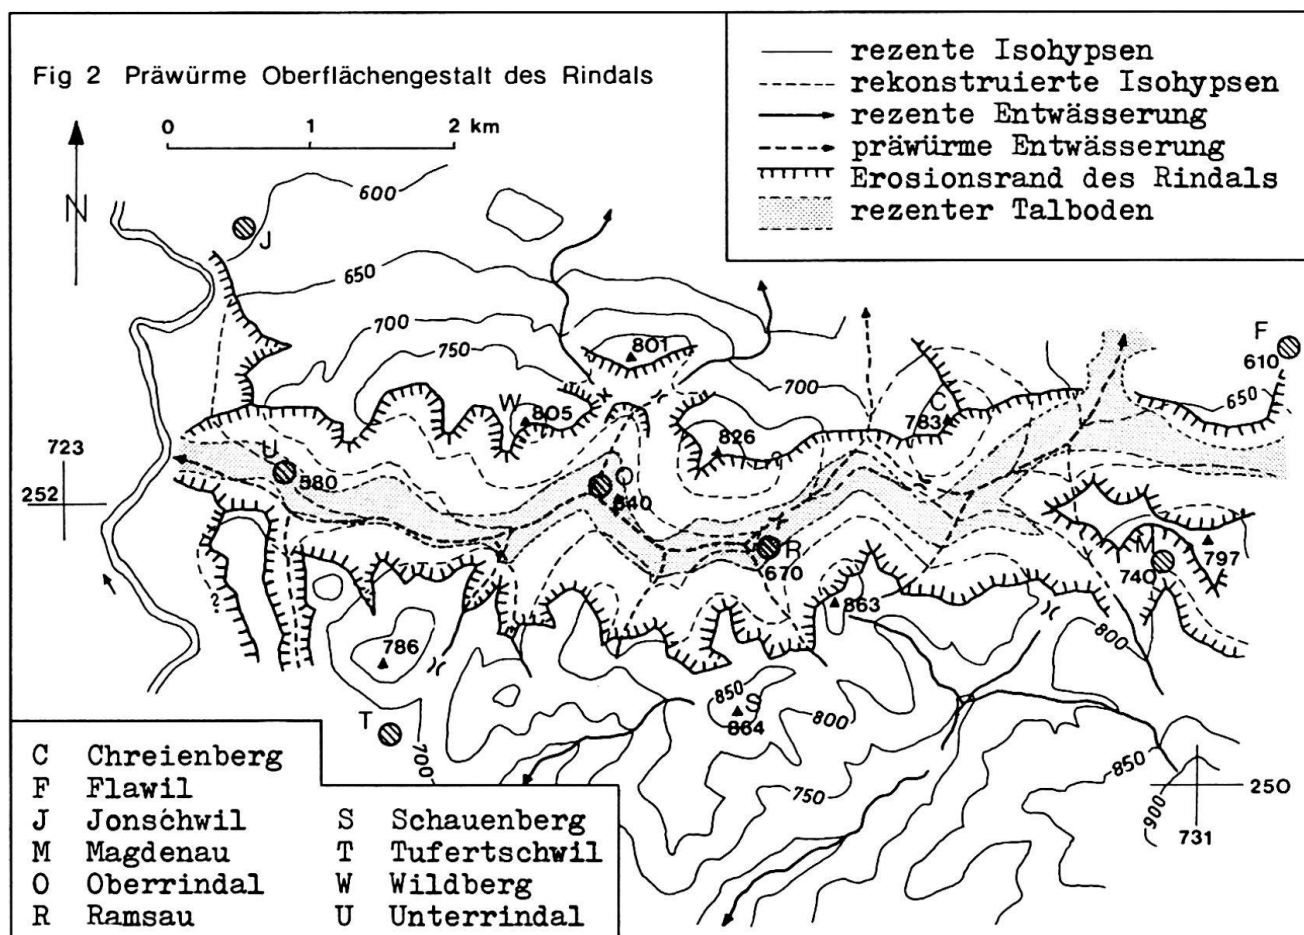 Fig 2 Präwürme Oberflächengestalt des Rindals
0 1 2 km
N
rezente Isohypsen
rekonstruierte Isohypsen
rezente Entwässerung
präwürme Entwässerung
Erosionsrand des Rindals
rezenter Talboden
600
J
650
700
801
F
610
750
W
805
700
C
783
650
826
723
U
580
252
O
640
R
670
M
740
797
863
?
786
800
850
S
864
800
T
700
750
850
900
250
731
C Chreienberg
F Flawil
J Jonschwil
M Magdenau
O Oberrindal
R Ramsau
S Schauenberg
T Tufertschwil
W Wildberg
U Unterrindal